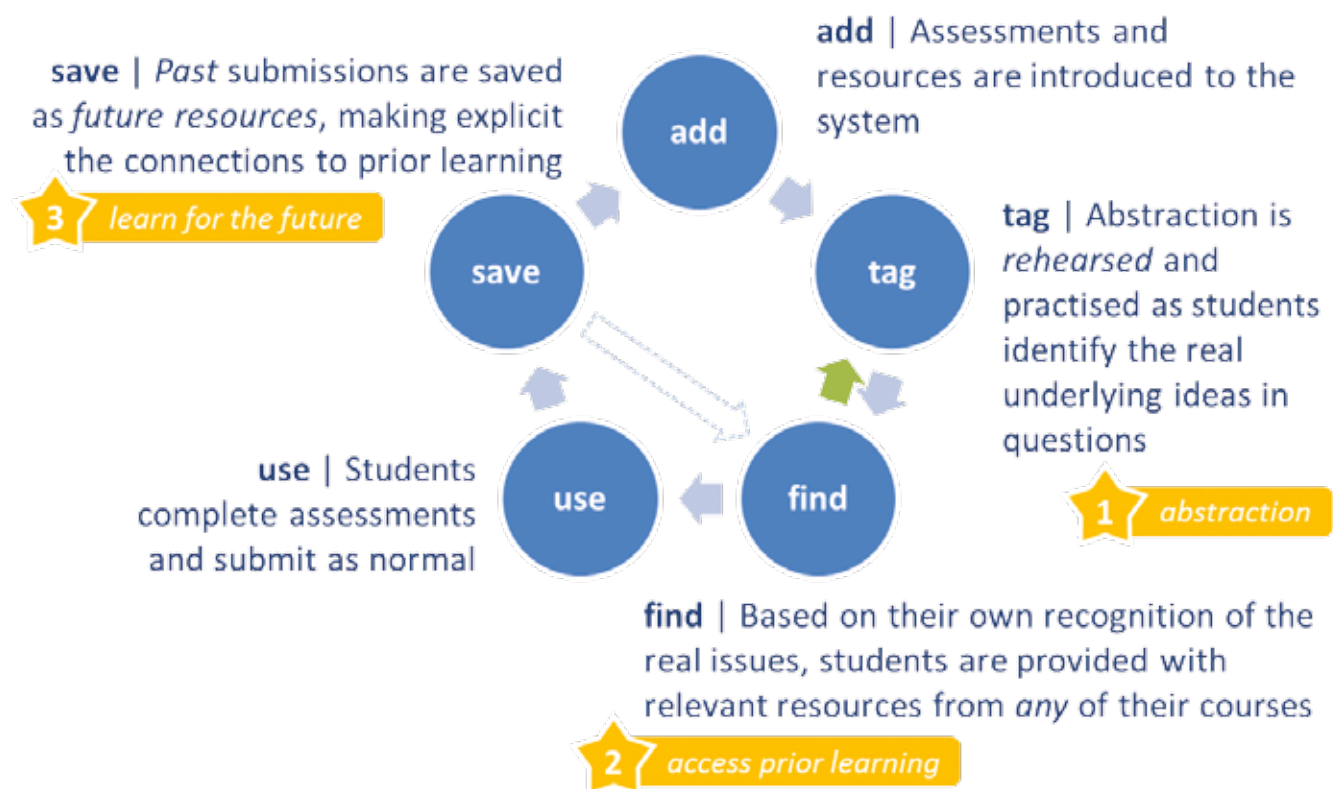 add | Assessments and
resources are introduced to the
system
save | Past submissions are saved
as future resources, making explicit
the connections to prior learning
3 learn for the future
add
save
tag
tag | Abstraction is
rehearsed and
practised as students
identify the real
underlying ideas in
questions
1 abstraction
use | Students
complete assessments
and submit as normal
use
find
find | Based on their own recognition of the
real issues, students are provided with
relevant resources from any of their courses
2 access prior learning